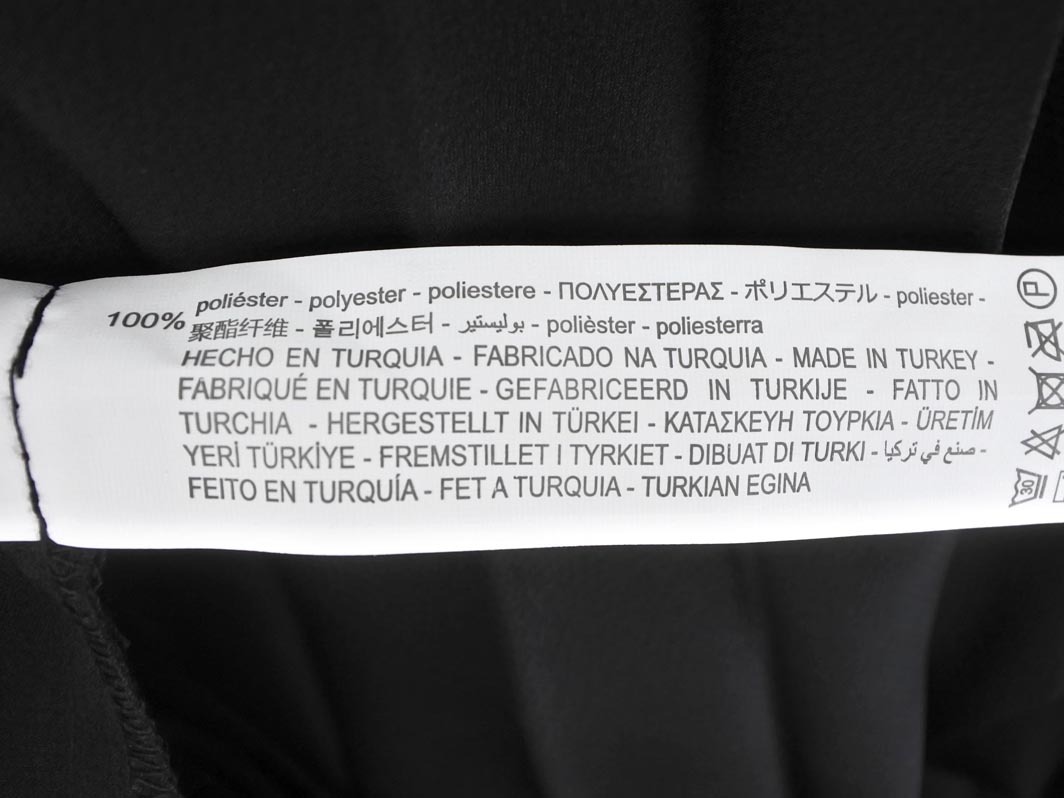 100% poliéster - polyester - poliestere - ΠΟΛΥΕΣΤΕΡΑΣ - ポリエステル - poliester -
聚酯纤维 - 폴리에스터 - بوليستير - polièster - poliesterra
HECHO EN TURQUIA - FABRICADO NA TURQUIA - MADE IN TURKEY -
FABRIQUÉ EN TURQUIE - GEFABRICEERD IN TURKIJE - FATTO IN
TURCHIA - HERGESTELLT IN TÜRKEI - ΚΑΤΑΣΚΕΥΗ ΤΟΥΡΚΙΑ - ÜRETİM
YERİ TÜRKİYE - FREMSTILLET I TYRKIET - DIBUAT DI TURKI - صنع في تركيا -
FEITO EN TURQUÍA - FET A TURQUIA - TURKIAN EGINA
P
30